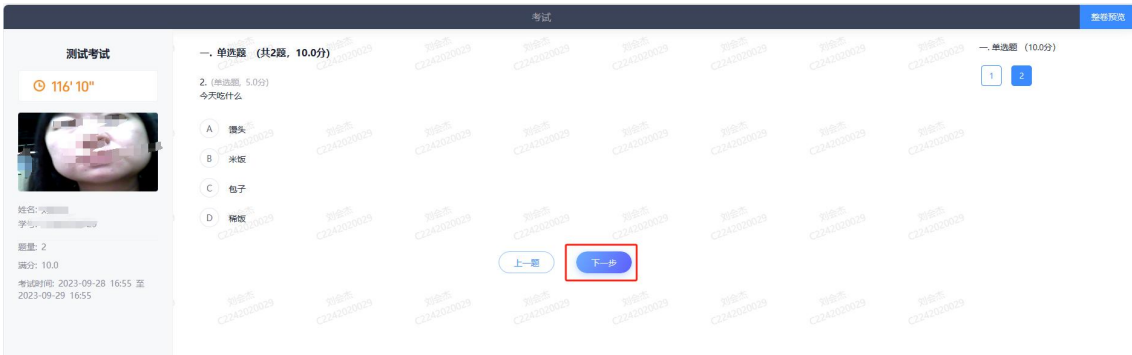 考试
整卷预览
测试考试
116' 10"
姓名:
学号:
题量: 2
满分: 10.0
考试时间: 2023-09-28 16:55 至
2023-09-29 16:55
一. 单选题 (共2题, 10.0分)
2. (单选题, 5.0分)
今天吃什么
A 馒头
B 米饭
C 包子
D 稀饭
上一题
下一步
一. 单选题 (10.0分)
1 2
C2242020029